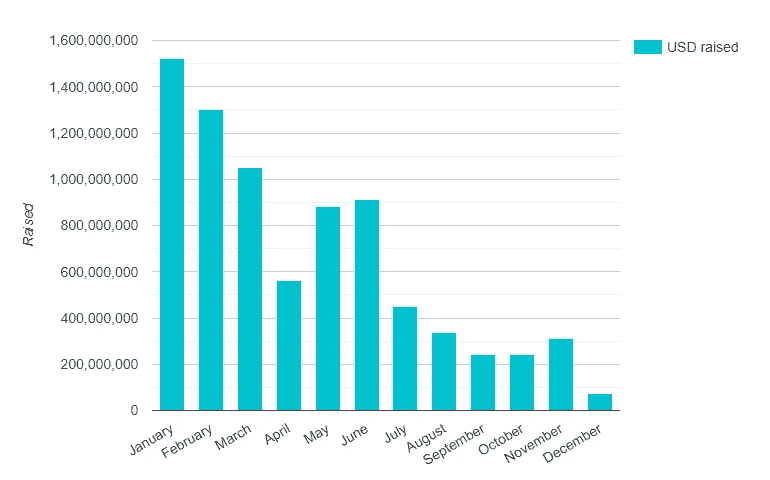 1,600,000,000
USD raised
1,400,000,000
1,200,000,000
1,000,000,000
Raised
800,000,000
600,000,000
400,000,000
200,000,000
0
January
February
March
April
May
June
July
August
September
October
November
December